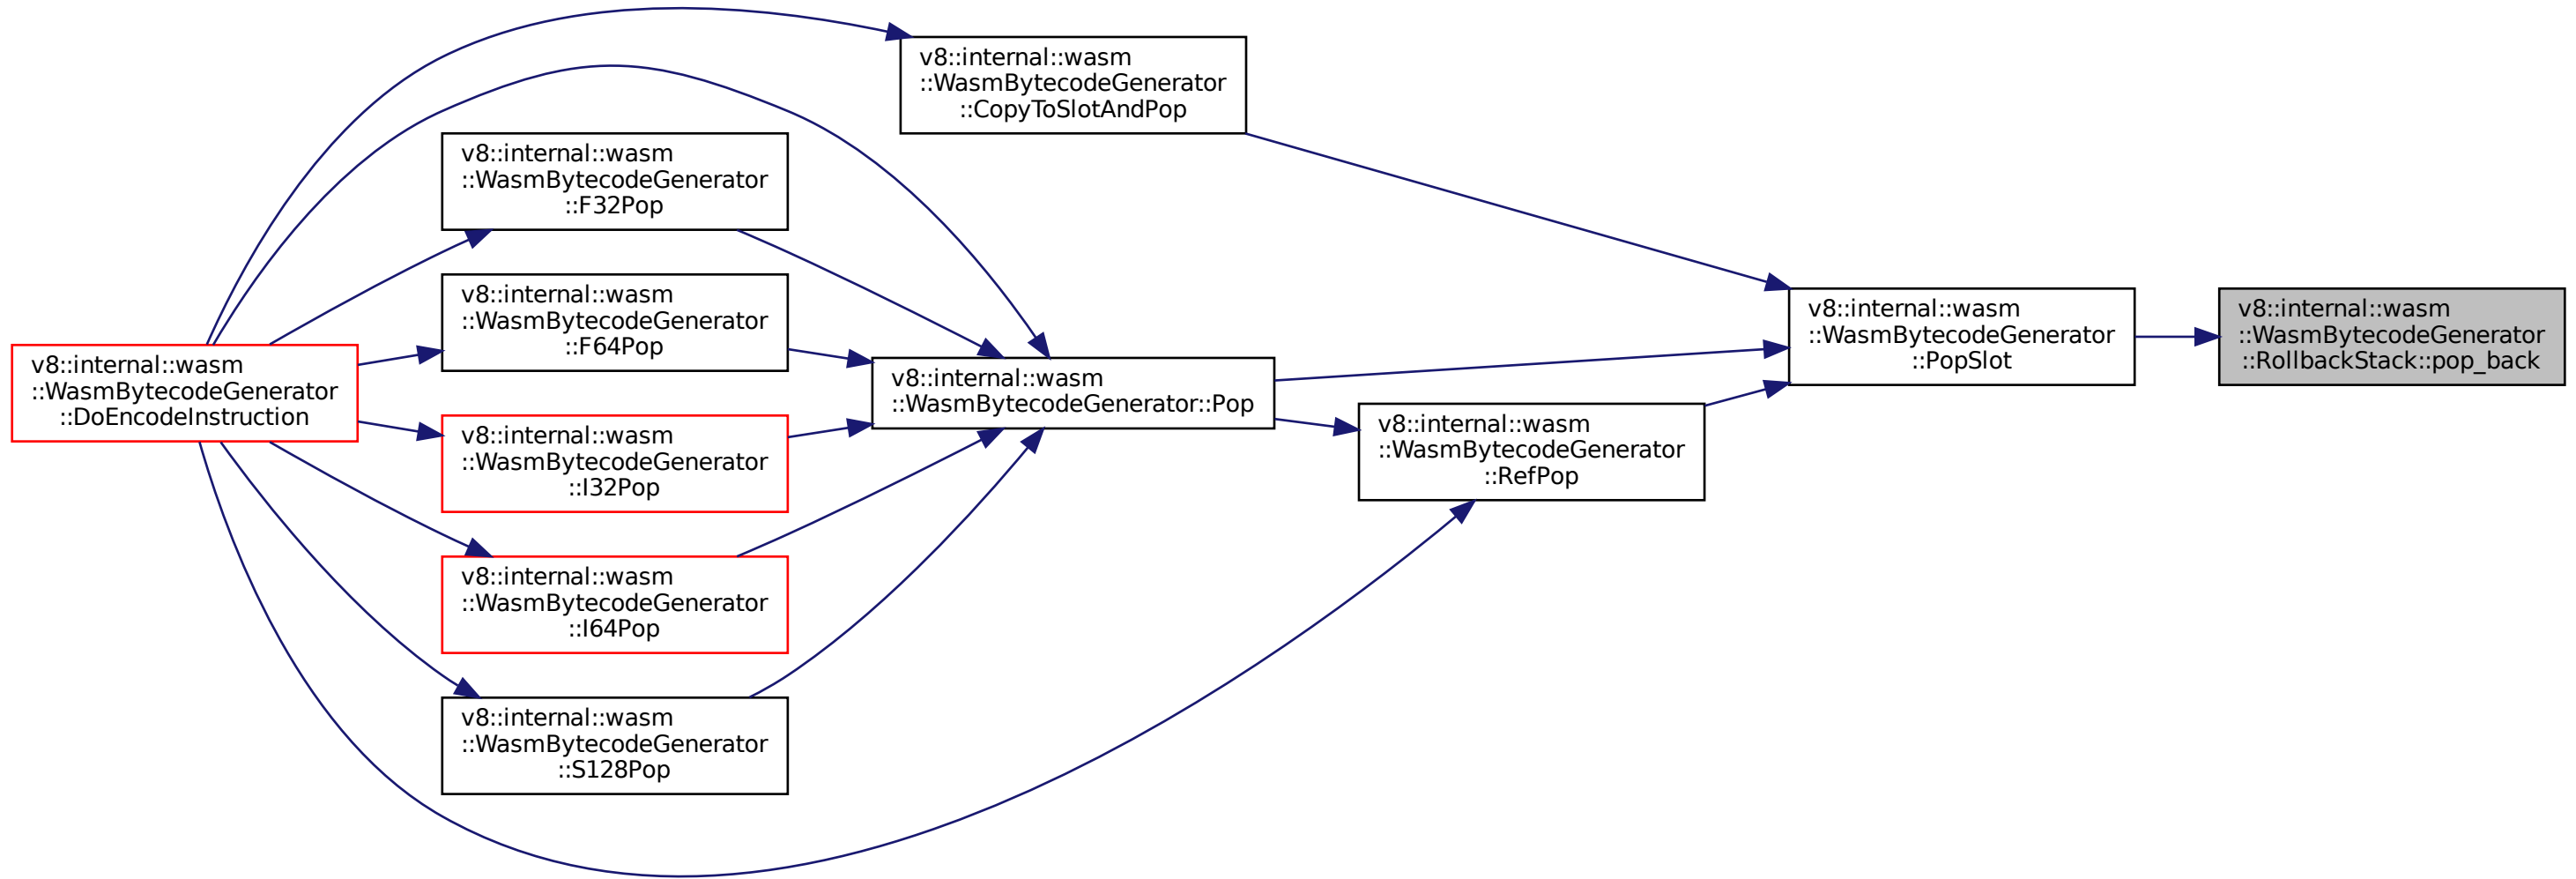 v8::internal::wasm
::WasmBytecodeGenerator
::CopyToSlotAndPop
v8::internal::wasm
::WasmBytecodeGenerator
::F32Pop
v8::internal::wasm
::WasmBytecodeGenerator
::F64Pop
v8::internal::wasm
::WasmBytecodeGenerator
::PopSlot
v8::internal::wasm
::WasmBytecodeGenerator
::RollbackStack::pop_back
v8::internal::wasm
::WasmBytecodeGenerator
::DoEncodeInstruction
v8::internal::wasm
::WasmBytecodeGenerator::Pop
v8::internal::wasm
::WasmBytecodeGenerator
::RefPop
v8::internal::wasm
::WasmBytecodeGenerator
::I32Pop
v8::internal::wasm
::WasmBytecodeGenerator
::I64Pop
v8::internal::wasm
::WasmBytecodeGenerator
::S128Pop